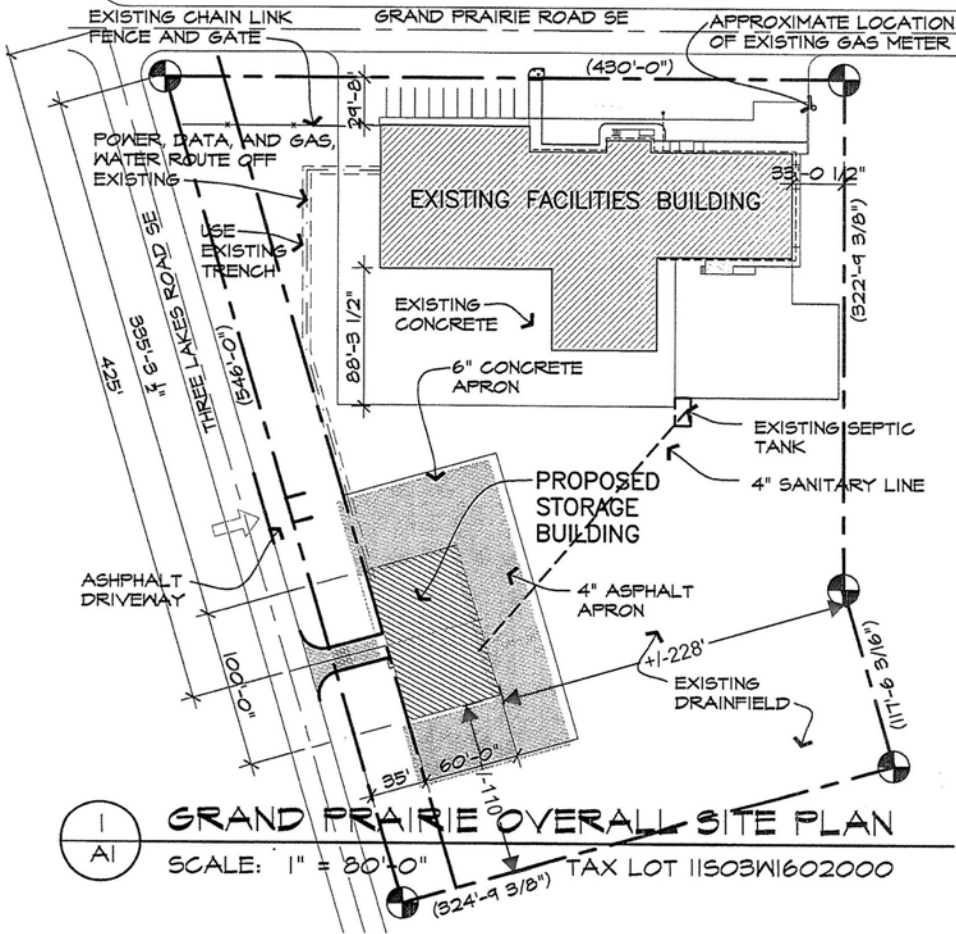 EXISTING CHAIN LINK
FENCE AND GATE
GRAND PRAIRIE ROAD SE
APPROXIMATE LOCATION
OF EXISTING GAS METER
(430'-0")
29'-8"
POWER, DATA, AND GAS,
WATER ROUTE OFF
EXISTING
33'-0 1/2"
EXISTING FACILITIES BUILDING
USE
EXISTING
TRENCH
(322'-9 3/8")
THREE LAKES ROAD SE
EXISTING
CONCRETE
88'-3 1/2"
425'
355'-8 1/2"
(546'-0")
6" CONCRETE
APRON
EXISTING SEPTIC
TANK
4" SANITARY LINE
PROPOSED
STORAGE
BUILDING
ASHPHALT
DRIVEWAY
4" ASPHALT
APRON
+/-228'
100'-0"
EXISTING
DRAINFIELD
(117'-6 3/16")
35'
60'-0"
1
A1
GRAND PRAIRIE OVERALL SITE PLAN
SCALE: 1" = 80'-0"
TAX LOT 11S03W1602000
(324'-9 3/8")